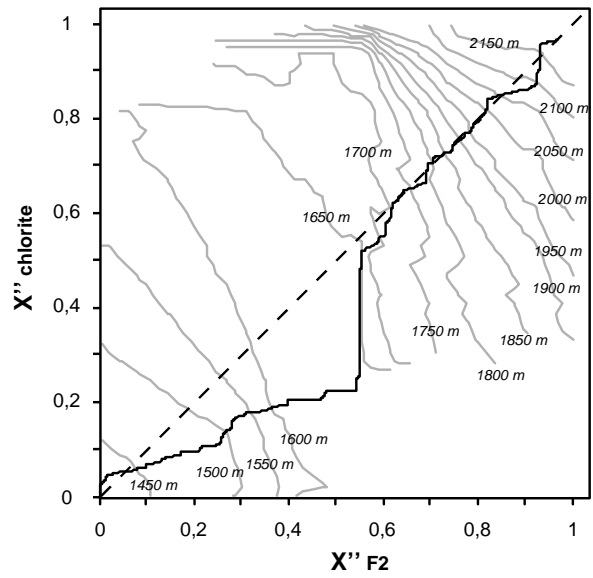 1
2150 m
2100 m
0,8
1700 m
2050 m
2000 m
0,6
1650 m
X'' chlorite
1950 m
1900 m
0,4
1750 m
1850 m
1800 m
0,2
1600 m
1550 m
1500 m
1450 m
0
0 0,2 0,4 0,6 0,8 1
X'' F2